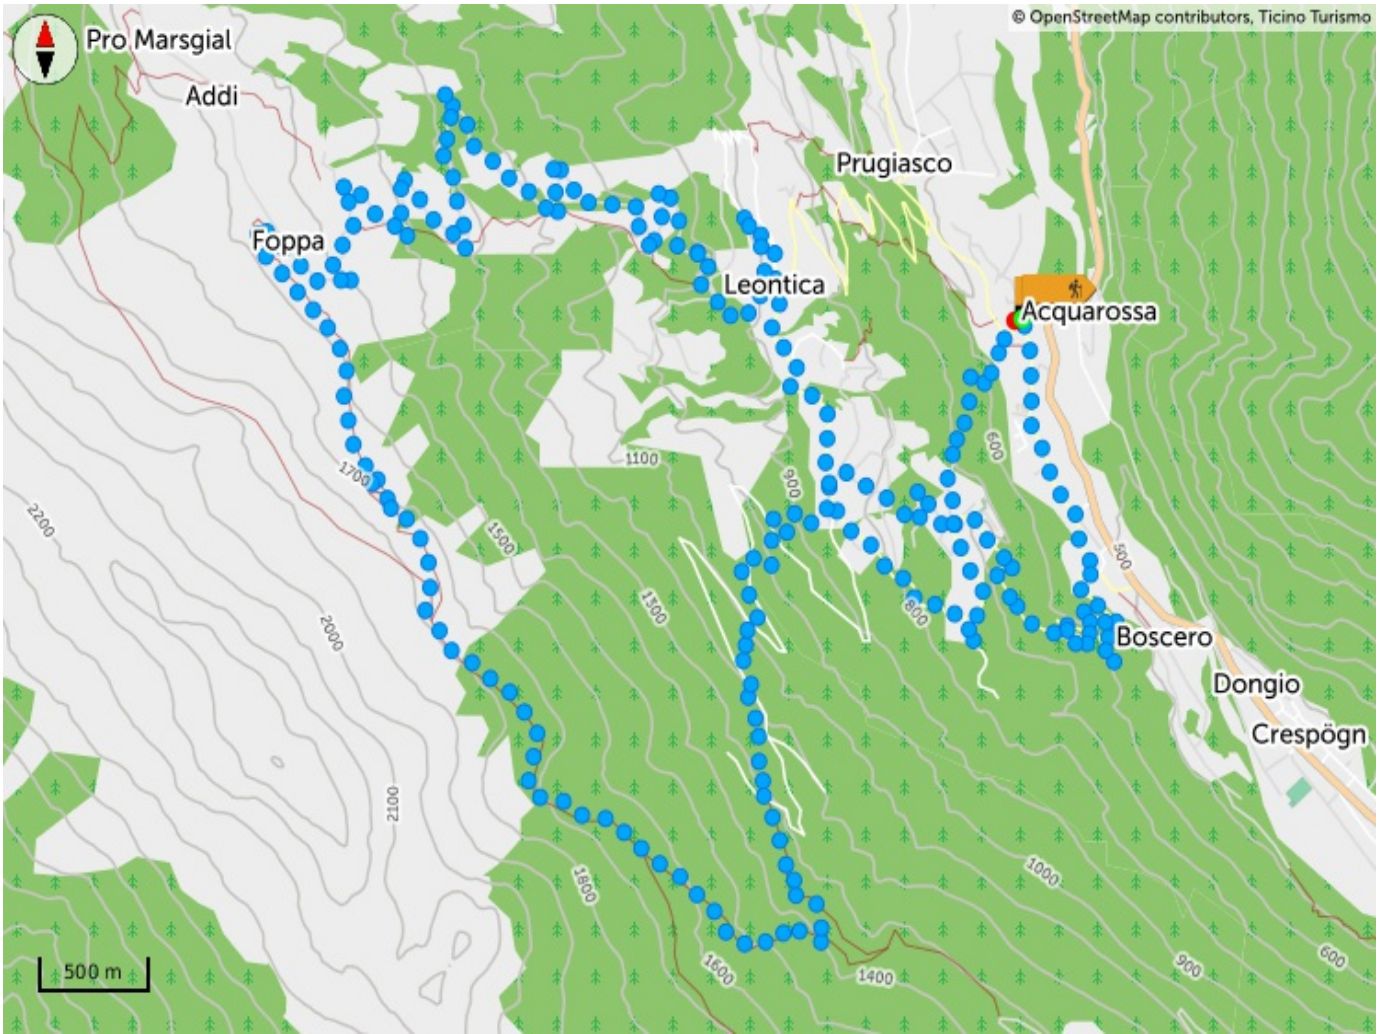 © OpenStreetMap contributors, Ticino Turismo
Pro Marsgial
Addi
Prugiasco
Foppa
Leontica
Acquarossa
600
1100
1700
900
2200
1500
500
1300
800
2000
Boscero
Dongio
Crespögn
2100
1800
1000
500 m
1600
1400
900
600